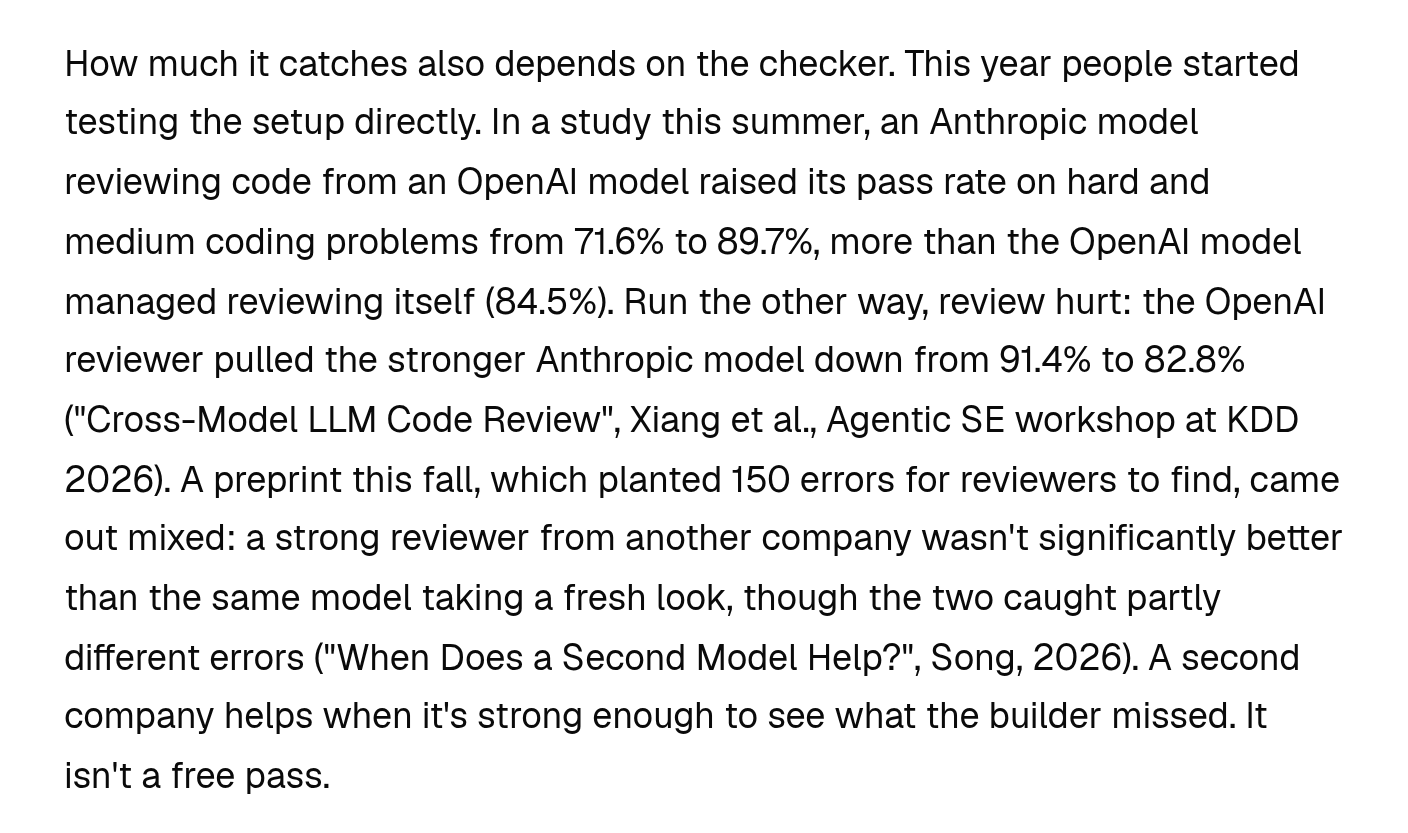 How much it catches also depends on the checker. This year people started
testing the setup directly. In a study this summer, an Anthropic model
reviewing code from an OpenAI model raised its pass rate on hard and
medium coding problems from 71.6% to 89.7%, more than the OpenAI model
managed reviewing itself (84.5%). Run the other way, review hurt: the OpenAI
reviewer pulled the stronger Anthropic model down from 91.4% to 82.8%
("Cross-Model LLM Code Review", Xiang et al., Agentic SE workshop at KDD
2026). A preprint this fall, which planted 150 errors for reviewers to find, came
out mixed: a strong reviewer from another company wasn't significantly better
than the same model taking a fresh look, though the two caught partly
different errors ("When Does a Second Model Help?", Song, 2026). A second
company helps when it's strong enough to see what the builder missed. It
isn't a free pass.